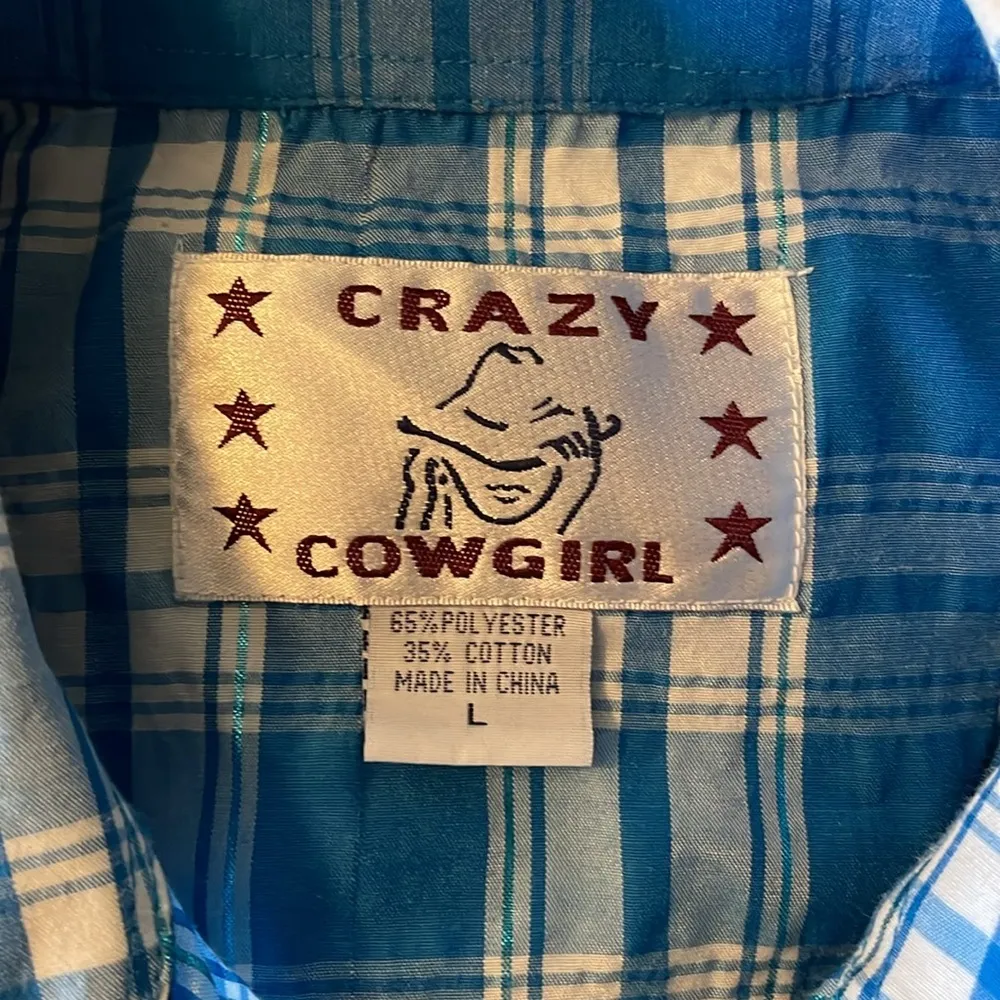 CRAZY
COWGIRL
65%POLYESTER
35% COTTON
MADE IN CHINA
L